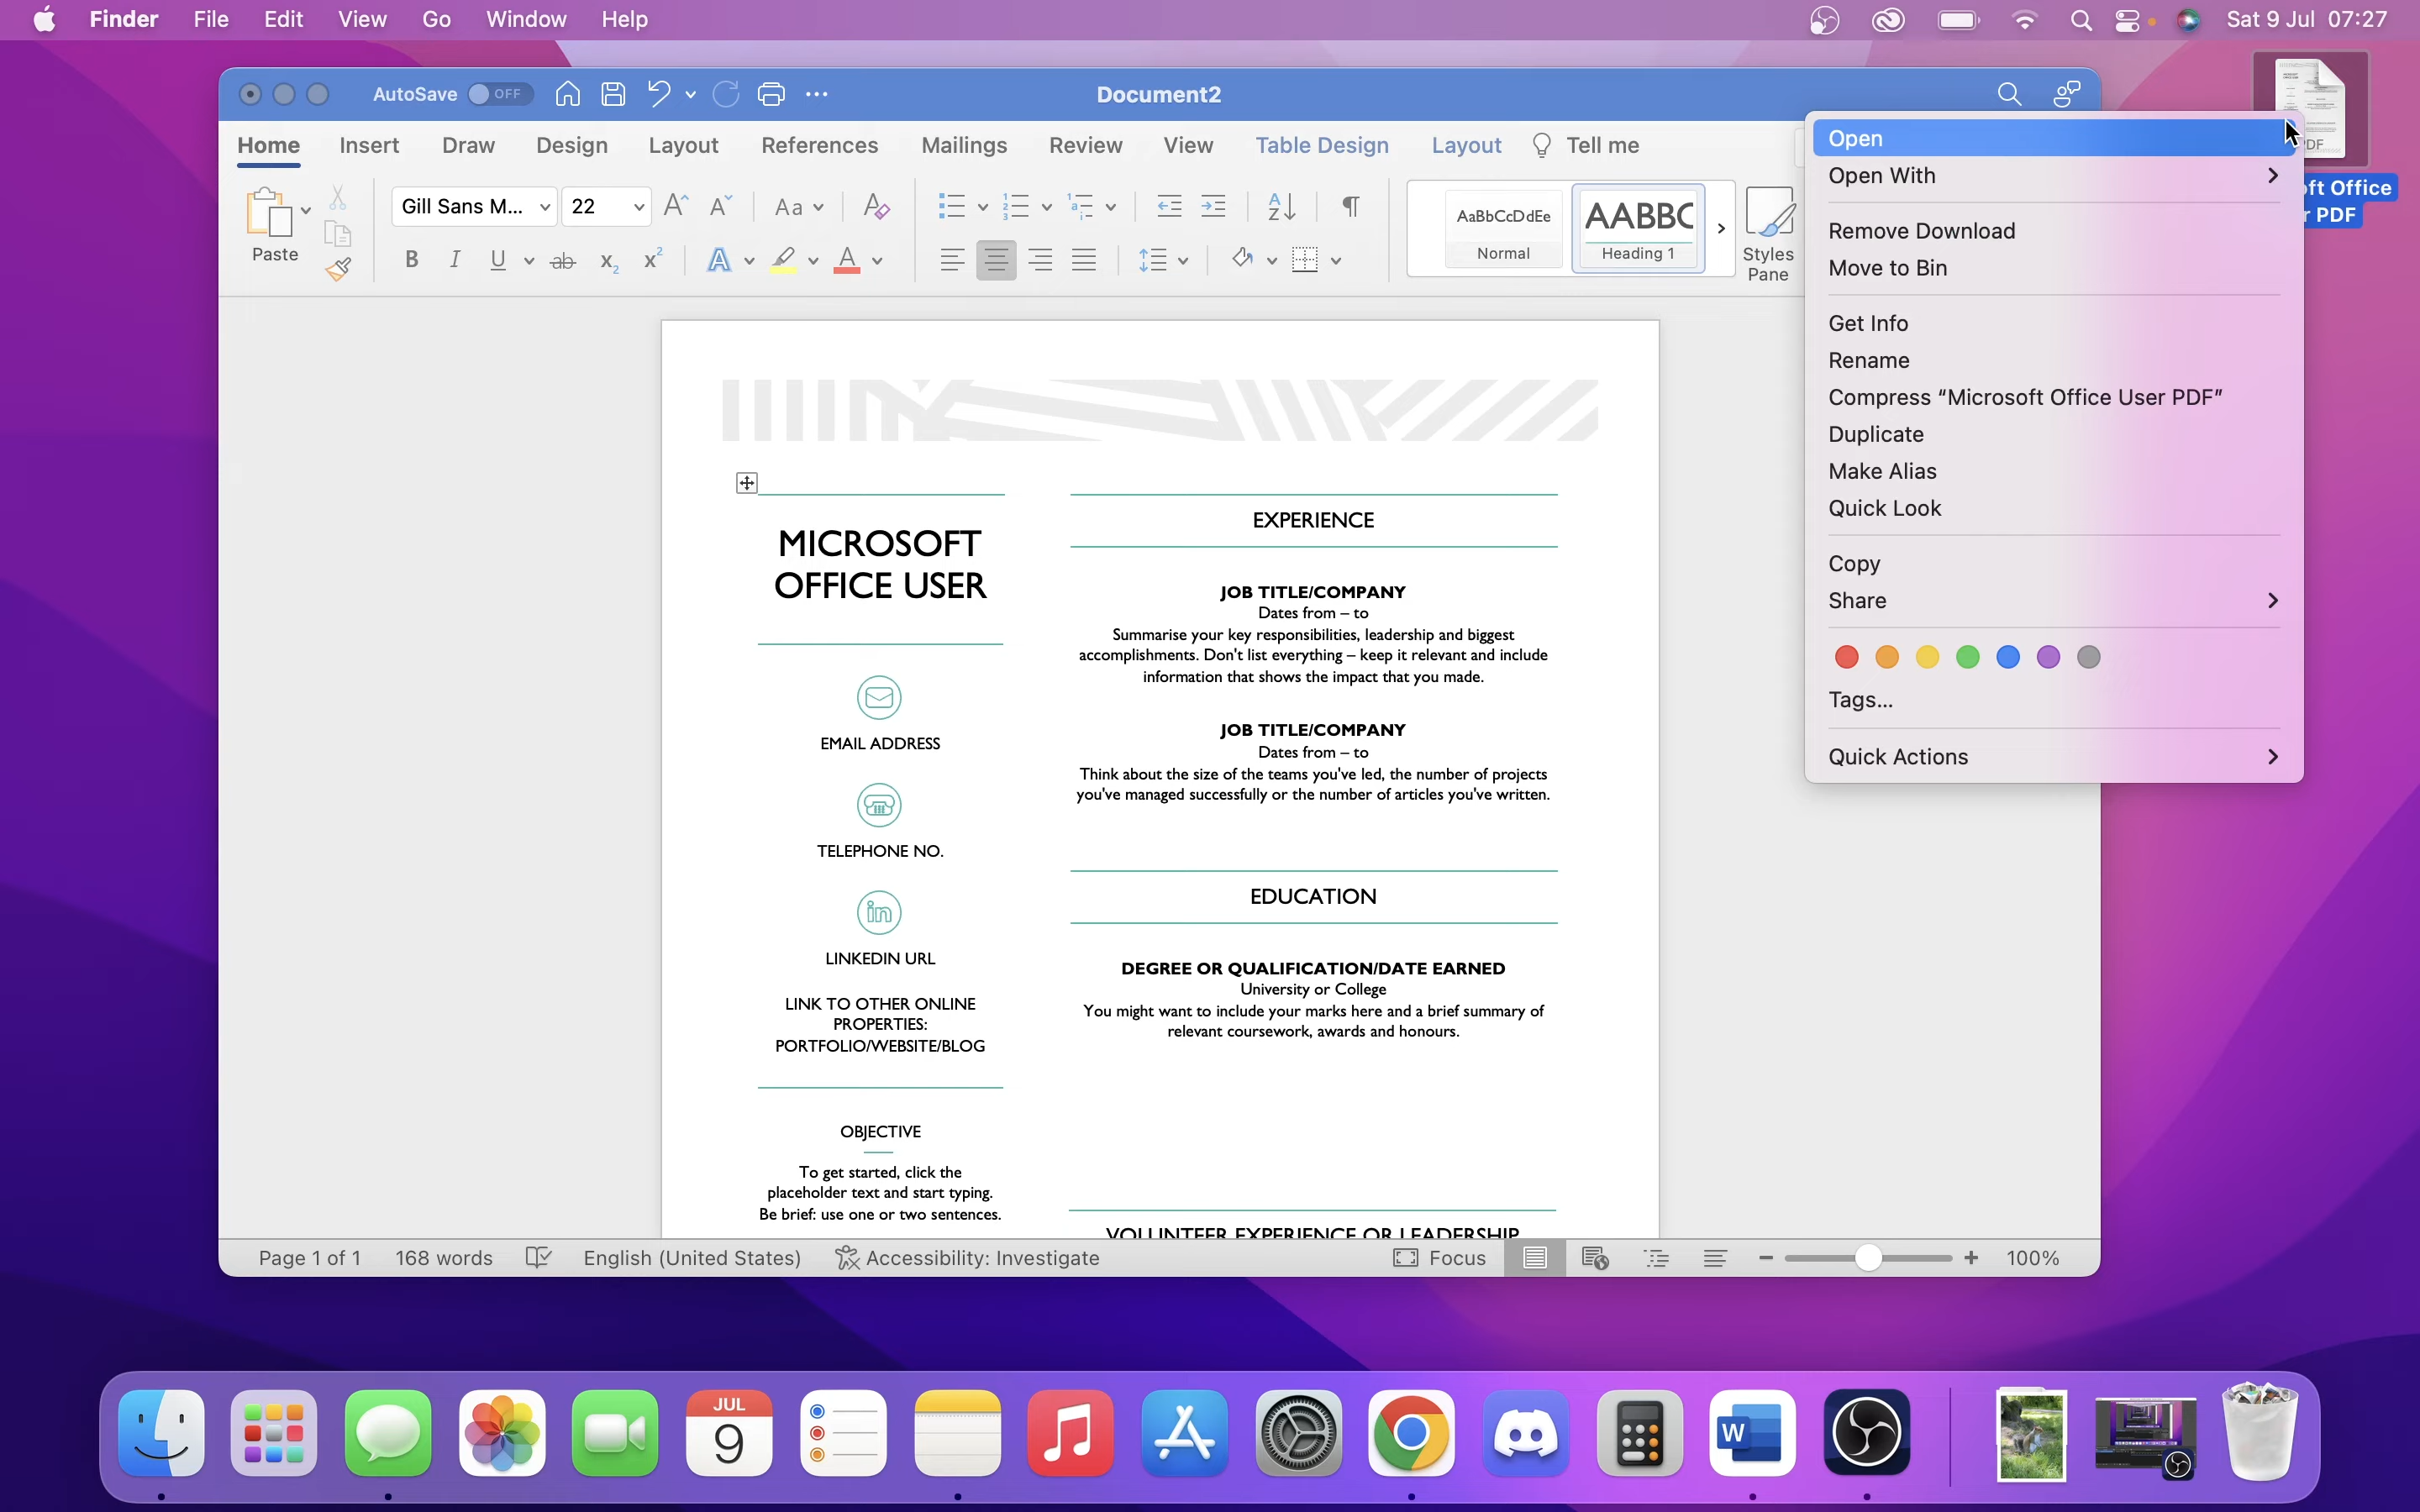 Finder File Edit View Go Window Help Sat 9 Jul 07:27
AutoSave OFF Document2
Home Insert Draw Design Layout References Mailings Review View Table Design Layout Tell me
Paste
Gill Sans M... 22
AaBbCcDdEe
Normal
AABBC
Heading 1
Styles
Pane
MICROSOFT
OFFICE USER
EMAIL ADDRESS
TELEPHONE NO.
in
LINKEDIN URL
LINK TO OTHER ONLINE
PROPERTIES:
PORTFOLIO/WEBSITE/BLOG
OBJECTIVE
To get started, click the
placeholder text and start typing.
Be brief: use one or two sentences.
EXPERIENCE
JOB TITLE/COMPANY
Dates from – to
Summarise your key responsibilities, leadership and biggest
accomplishments. Don't list everything – keep it relevant and include
information that shows the impact that you made.
JOB TITLE/COMPANY
Dates from – to
Think about the size of the teams you've led, the number of projects
you've managed successfully or the number of articles you've written.
EDUCATION
DEGREE OR QUALIFICATION/DATE EARNED
University or College
You might want to include your marks here and a brief summary of
relevant coursework, awards and honours.
VOLUNTEER EXPERIENCE OR LEADERSHIP
Page 1 of 1 168 words English (United States) Accessibility: Investigate Focus 100%
PDF
oft Office
r PDF
Open
Open With
Remove Download
Move to Bin
Get Info
Rename
Compress “Microsoft Office User PDF”
Duplicate
Make Alias
Quick Look
Copy
Share
Tags...
Quick Actions
JUL
9
W